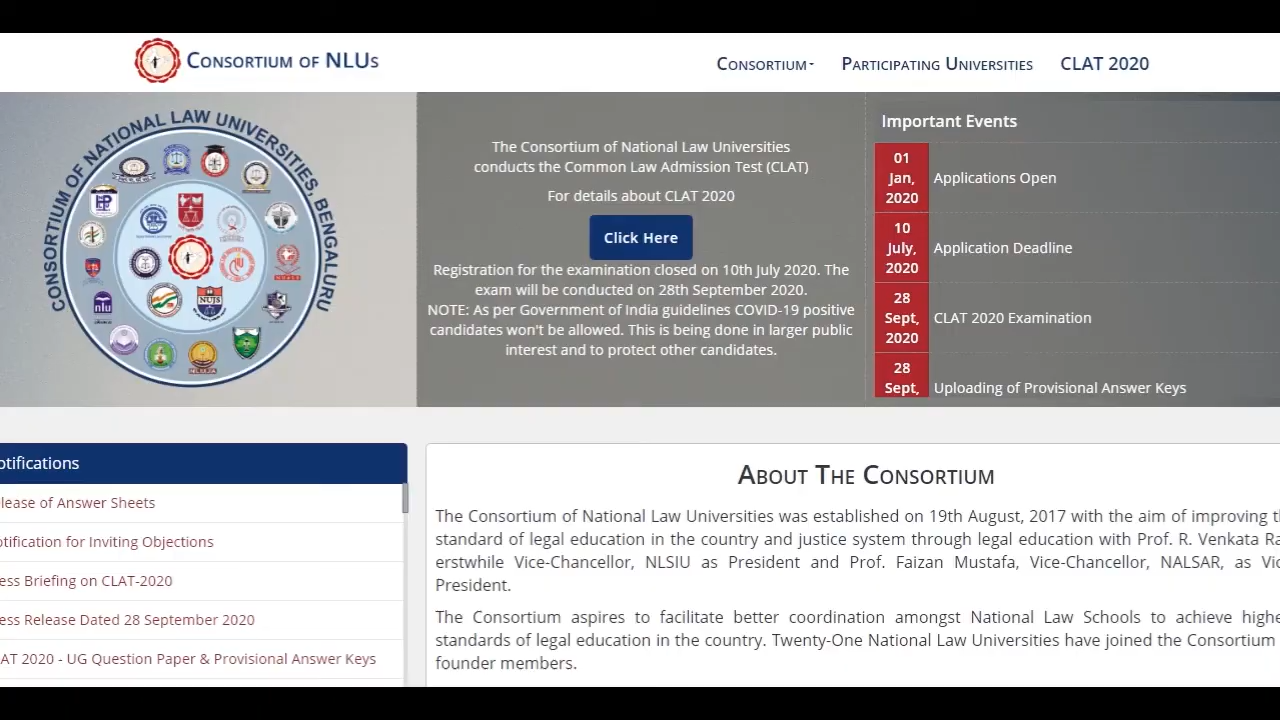 Consortium of NLUs
Consortium
Participating Universities
CLAT 2020
CONSORTIUM OF NATIONAL LAW UNIVERSITIES, BENGALURU
nlu
NUJS
The Consortium of National Law Universities
conducts the Common Law Admission Test (CLAT)
For details about CLAT 2020
Click Here
Registration for the examination closed on 10th July 2020. The
exam will be conducted on 28th September 2020.
NOTE: As per Government of India guidelines COVID-19 positive
candidates won't be allowed. This is being done in larger public
interest and to protect other candidates.
Important Events
01
Jan,
2020
Applications Open
10
July,
2020
Application Deadline
28
Sept,
2020
CLAT 2020 Examination
28
Sept,
Uploading of Provisional Answer Keys
otifications
lease of Answer Sheets
otification for Inviting Objections
ess Briefing on CLAT-2020
ess Release Dated 28 September 2020
AT 2020 - UG Question Paper & Provisional Answer Keys
About The Consortium
The Consortium of National Law Universities was established on 19th August, 2017 with the aim of improving t
standard of legal education in the country and justice system through legal education with Prof. R. Venkata Ra
erstwhile Vice-Chancellor, NLSIU as President and Prof. Faizan Mustafa, Vice-Chancellor, NALSAR, as Vic
President.
The Consortium aspires to facilitate better coordination amongst National Law Schools to achieve highe
standards of legal education in the country. Twenty-One National Law Universities have joined the Consortium
founder members.